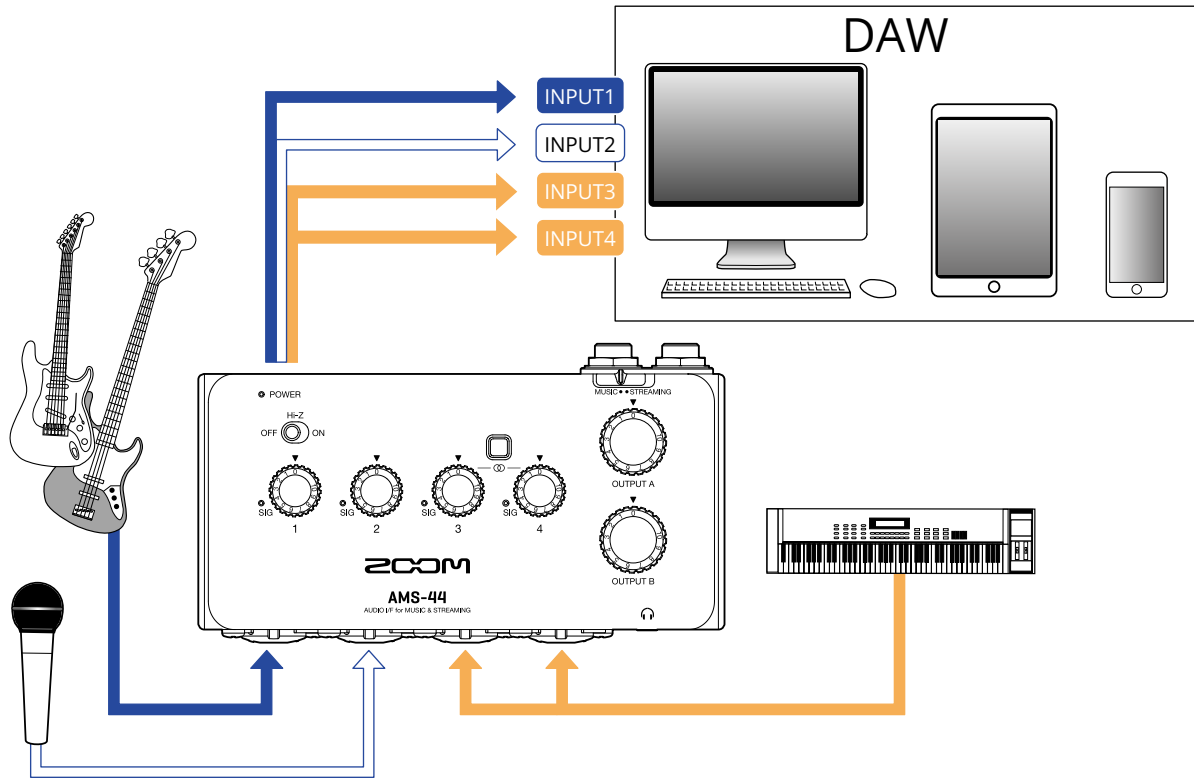 DAW
INPUT1
INPUT2
INPUT3
INPUT4
POWER
Hi-Z
OFF
ON
MUSIC
STREAMING
OUTPUT A
SIG
SIG
SIG
SIG
1
2
3
4
OUTPUT B
ZOOM
AMS-44
AUDIO I/F for MUSIC & STREAMING